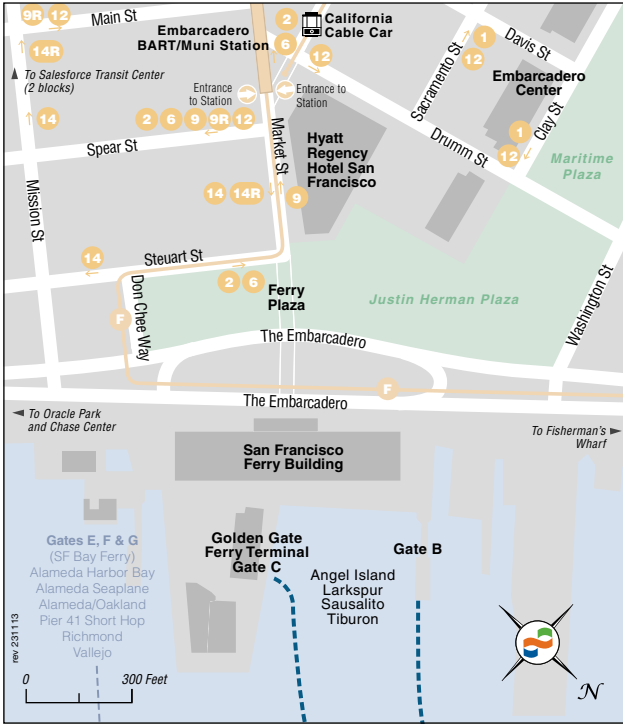 9R
12
Main St
14R
To Salesforce Transit Center
(2 blocks)
Embarcadero
BART/Muni Station
2
6
California
Cable Car
12
Entrance
to Station
Entrance to
Station
Sacramento St
1
12
Davis St
Embarcadero
Center
Clay St
1
12
Drumm St
Maritime
Plaza
14
2
6
9
9R
12
Spear St
Market St
Hyatt
Regency
Hotel San
Francisco
Mission St
14
14R
9
14
Steuart St
2
6
Ferry
Plaza
Justin Herman Plaza
Washington St
Don Chee Way
F
The Embarcadero
F
The Embarcadero
To Oracle Park
and Chase Center
To Fisherman's
Wharf
San Francisco
Ferry Building
Gates E, F & G
(SF Bay Ferry)
Alameda Harbor Bay
Alameda Seaplane
Alameda/Oakland
Pier 41 Short Hop
Richmond
Vallejo
Golden Gate
Ferry Terminal
Gate C
Gate B
Angel Island
Larkspur
Sausalito
Tiburon
rev 231113
0
300 Feet
N